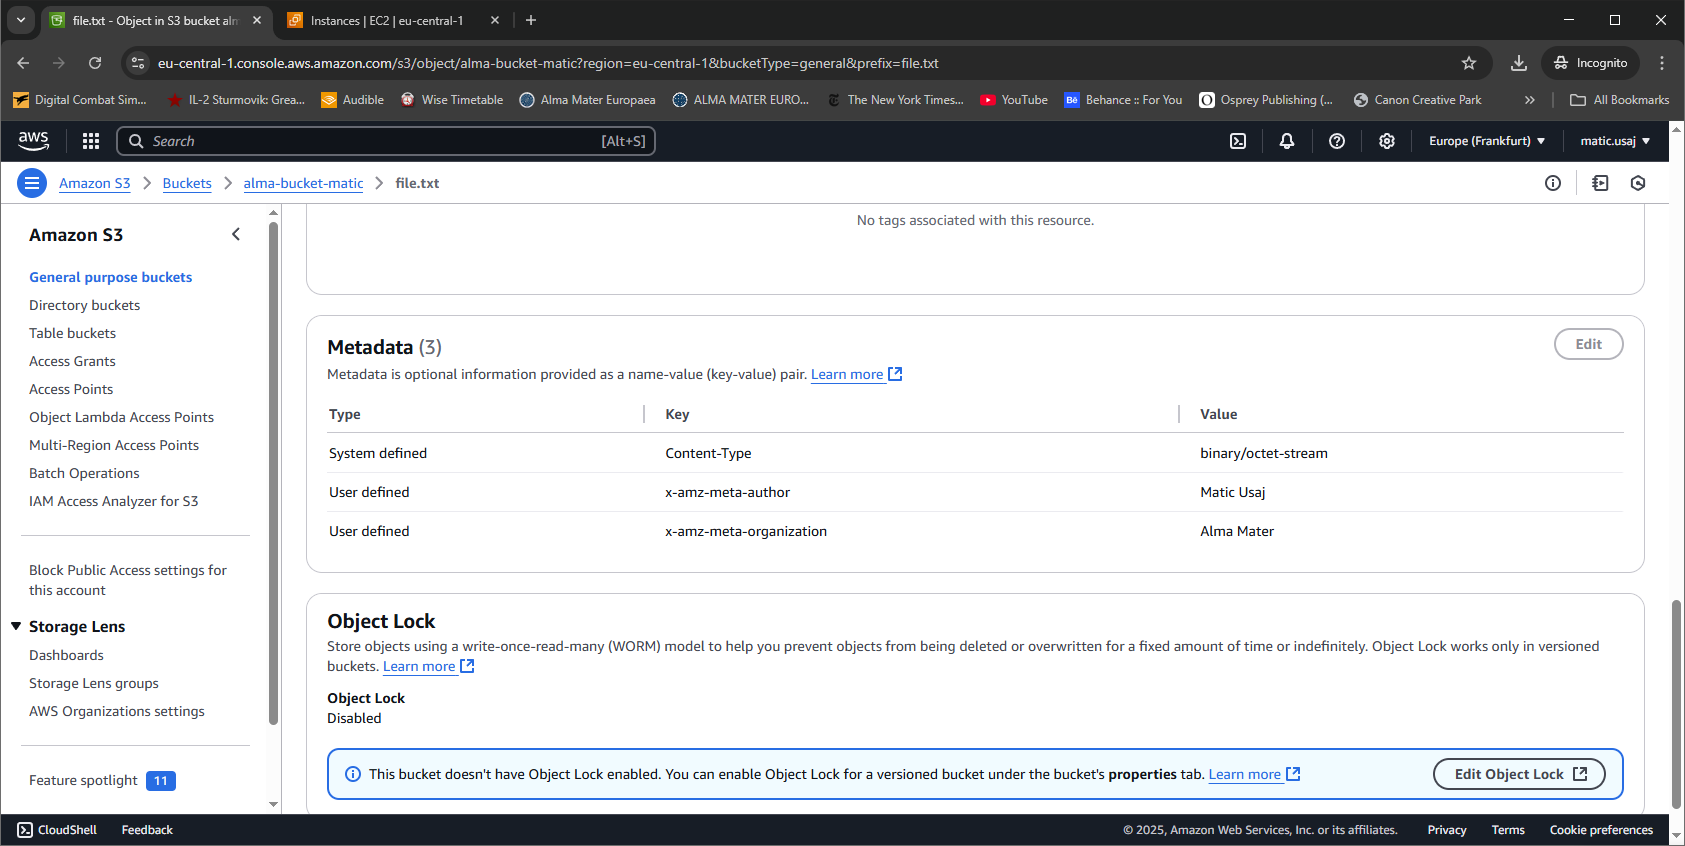 file.txt - Object in S3 bucket alm
Instances | EC2 | eu-central-1
eu-central-1.console.aws.amazon.com/s3/object/alma-bucket-matic?region=eu-central-1&bucketType=general&prefix=file.txt
Incognito
Digital Combat Sim...
IL-2 Sturmovik: Grea...
Audible
Wise Timetable
Alma Mater Europaea
ALMA MATER EURO...
The New York Times...
YouTube
Bē
Behance :: For You
Osprey Publishing (...
Canon Creative Park
»
All Bookmarks
aws
Search
[Alt+S]
Europe (Frankfurt)
matic.usaj
Amazon S3
Buckets
alma-bucket-matic
file.txt
Amazon S3
General purpose buckets
Directory buckets
Table buckets
Access Grants
Access Points
Object Lambda Access Points
Multi-Region Access Points
Batch Operations
IAM Access Analyzer for S3
Block Public Access settings for
this account
Storage Lens
Dashboards
Storage Lens groups
AWS Organizations settings
Feature spotlight 11
No tags associated with this resource.
Metadata (3)
Edit
Metadata is optional information provided as a name-value (key-value) pair. Learn more
Type Key Value
System defined Content-Type binary/octet-stream
User defined x-amz-meta-author Matic Usaj
User defined x-amz-meta-organization Alma Mater
Object Lock
Store objects using a write-once-read-many (WORM) model to help you prevent objects from being deleted or overwritten for a fixed amount of time or indefinitely. Object Lock works only in versioned
buckets. Learn more
Object Lock
Disabled
This bucket doesn't have Object Lock enabled. You can enable Object Lock for a versioned bucket under the bucket's properties tab. Learn more
Edit Object Lock
CloudShell
Feedback
© 2025, Amazon Web Services, Inc. or its affiliates.
Privacy
Terms
Cookie preferences